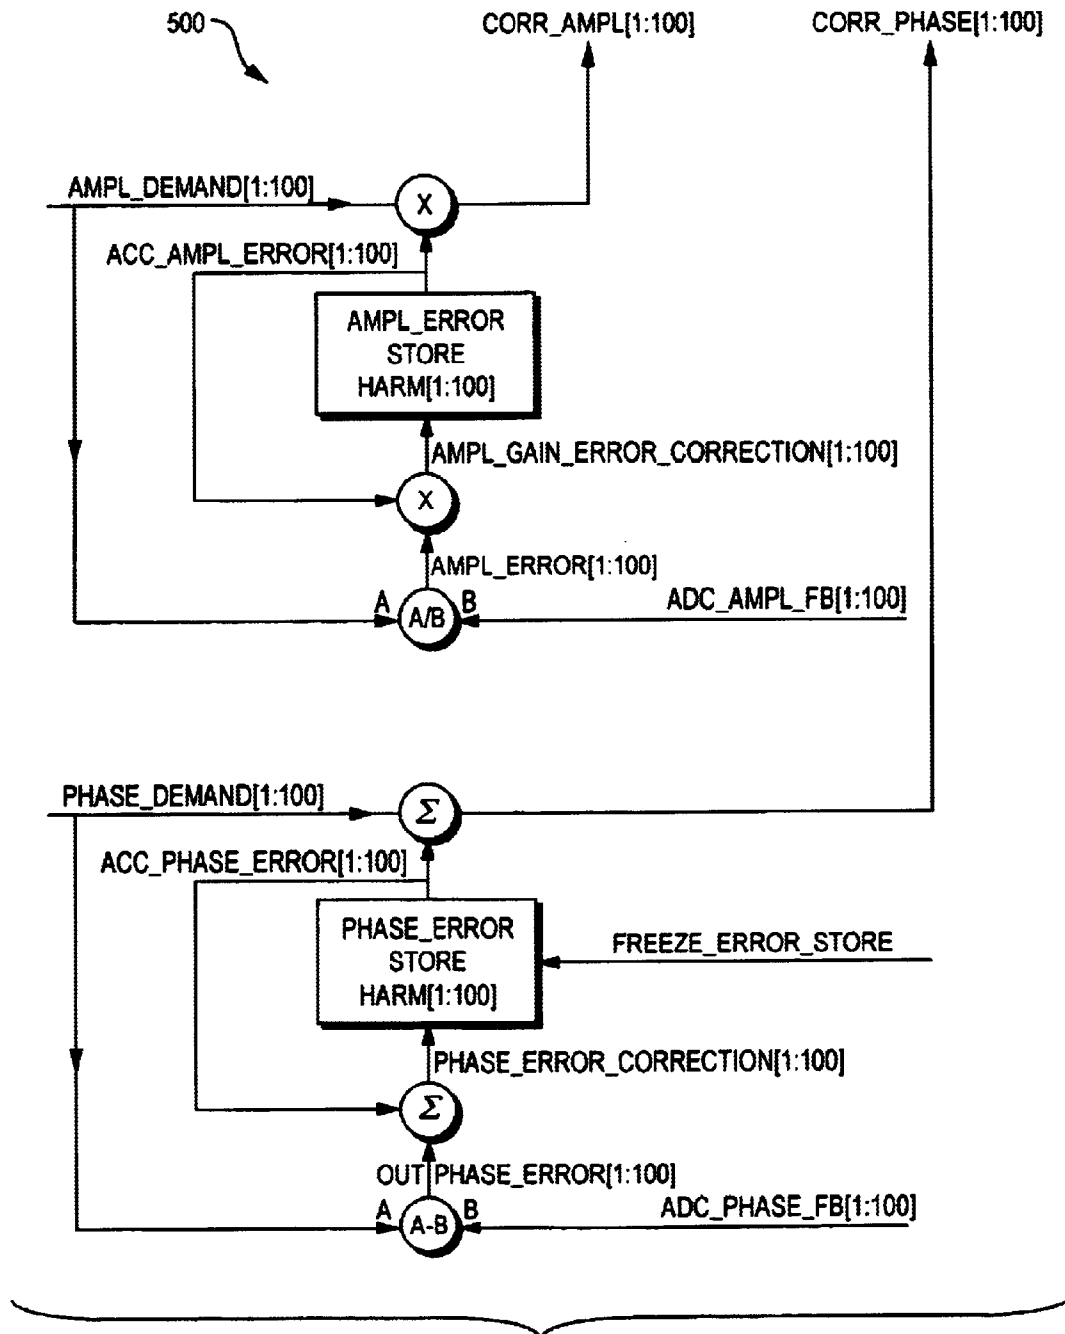 500
CORR_AMPL[1:100]
CORR_PHASE[1:100]
AMPL_DEMAND[1:100]
X
ACC_AMPL_ERROR[1:100]
AMPL_ERROR
STORE
HARM[1:100]
AMPL_GAIN_ERROR_CORRECTION[1:100]
X
AMPL_ERROR[1:100]
A
A/B
B
ADC_AMPL_FB[1:100]
PHASE_DEMAND[1:100]
Σ
ACC_PHASE_ERROR[1:100]
PHASE_ERROR
STORE
HARM[1:100]
FREEZE_ERROR_STORE
PHASE_ERROR_CORRECTION[1:100]
Σ
OUT PHASE_ERROR[1:100]
A
A-B
B
ADC_PHASE_FB[1:100]